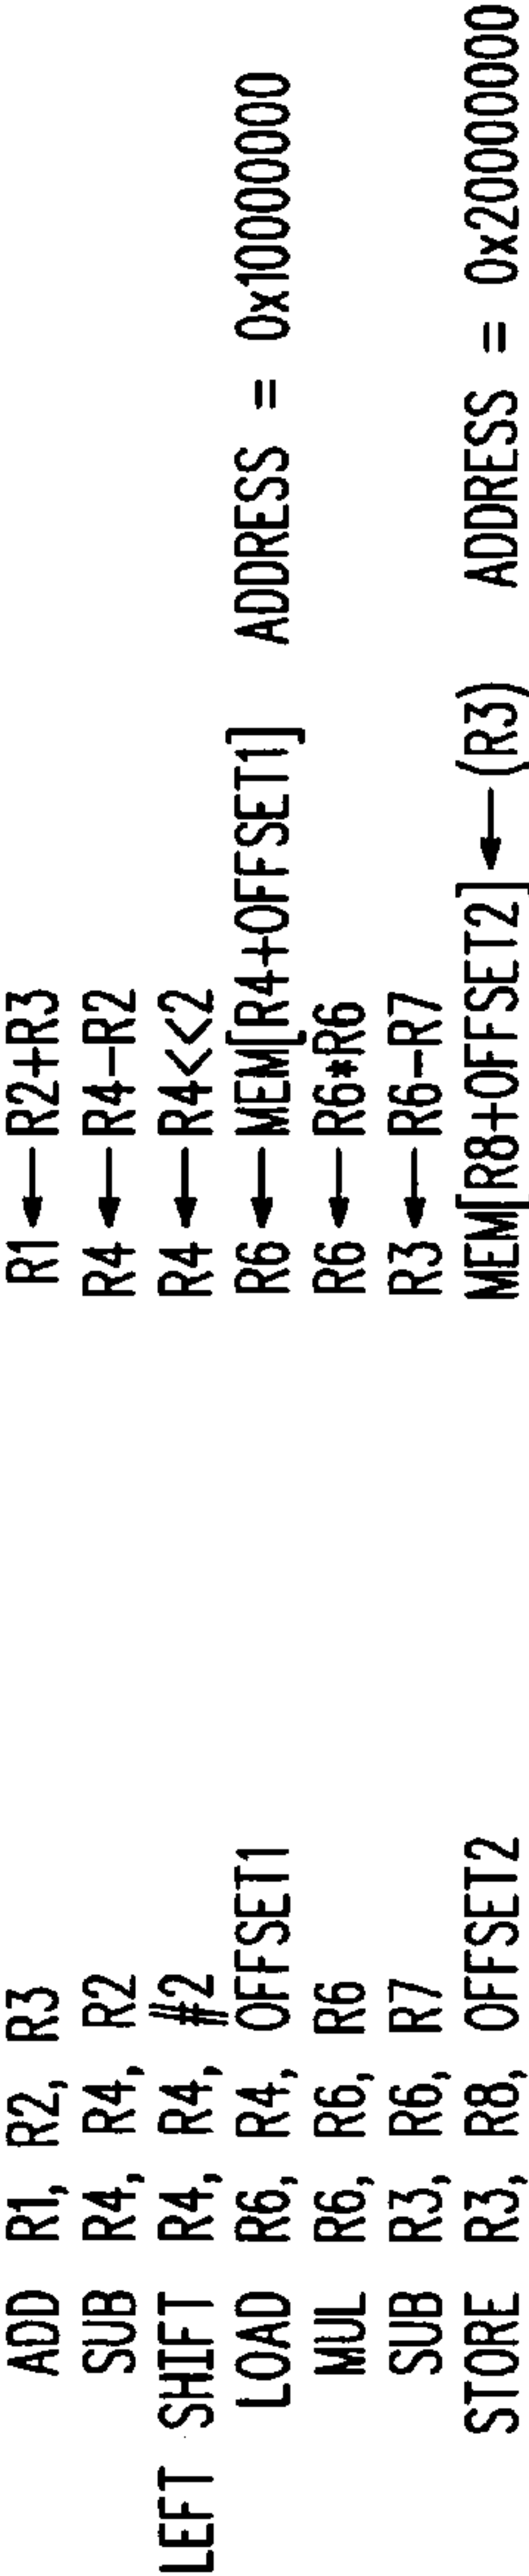 ADD R1, R2, R3 R1 ← R2+R3
SUB R4, R4, R2 R4 ← R4-R2
LEFT SHIFT R4, R4, #2 R4 ← R4<<2
LOAD R6, R4, OFFSET1 R6 ← MEM[R4+OFFSET1] ADDRESS = 0x10000000
MUL R6, R6, R6 R6 ← R6*R6
SUB R3, R6, R7 R3 ← R6-R7
STORE R3, R8, OFFSET2 MEM[R8+OFFSET2] ← (R3) ADDRESS = 0x20000000